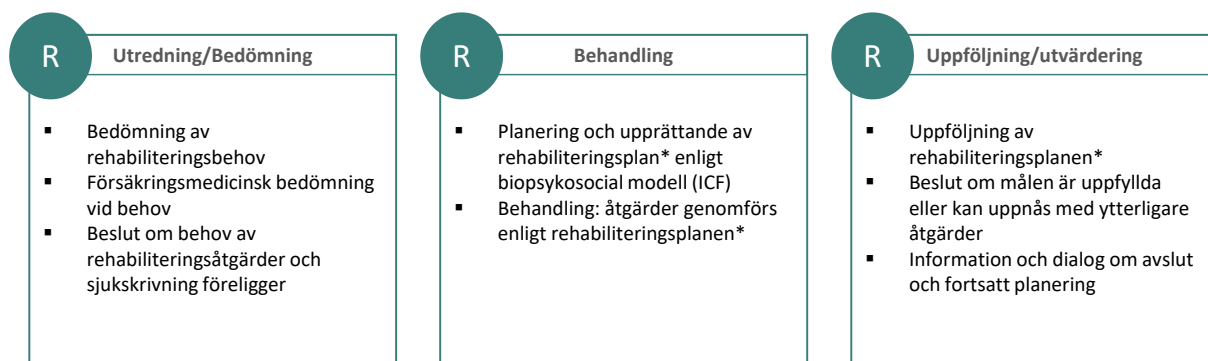 R
Utredning/Bedömning
▪ Bedömning av
rehabiliteringsbehov
▪ Försäkringsmedicinsk bedömning
vid behov
▪ Beslut om behov av
rehabiliteringsåtgärder och
sjukskrivning föreligger
R
Behandling
▪ Planering och upprättande av
rehabiliteringsplan* enligt
biopsykosocial modell (ICF)
▪ Behandling: åtgärder genomförs
enligt rehabiliteringsplanen*
R
Uppföljning/utvärdering
▪ Uppföljning av
rehabiliteringsplanen*
▪ Beslut om målen är uppfyllda
eller kan uppnås med ytterligare
åtgärder
▪ Information och dialog om avslut
och fortsatt planering